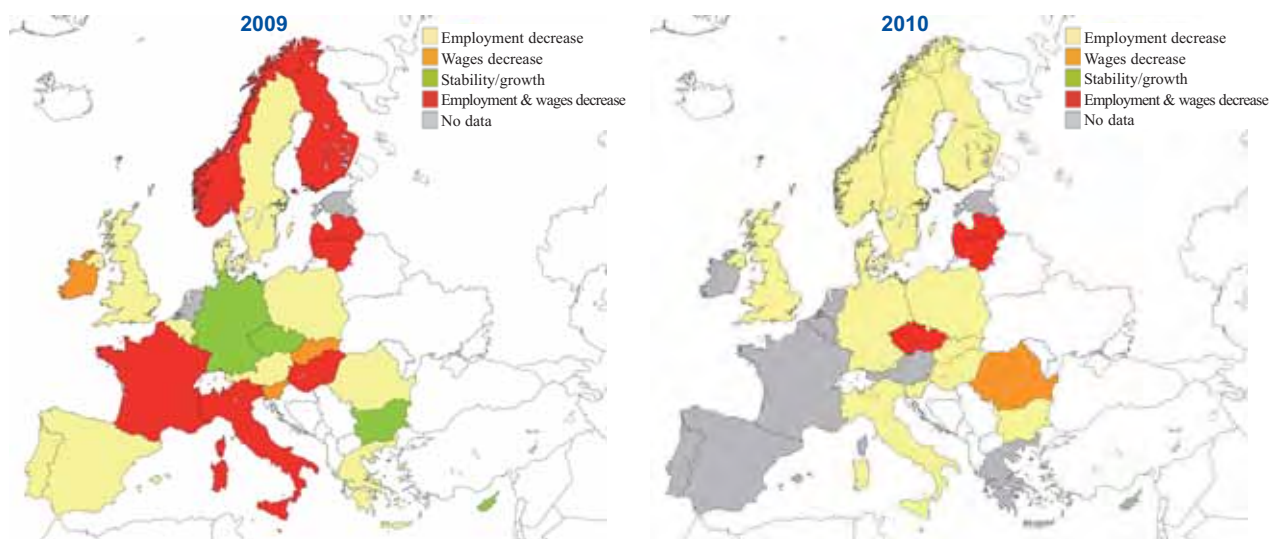 2009
Employment decrease
Wages decrease
Stability/growth
Employment & wages decrease
No data
2010
Employment decrease
Wages decrease
Stability/growth
Employment & wages decrease
No data